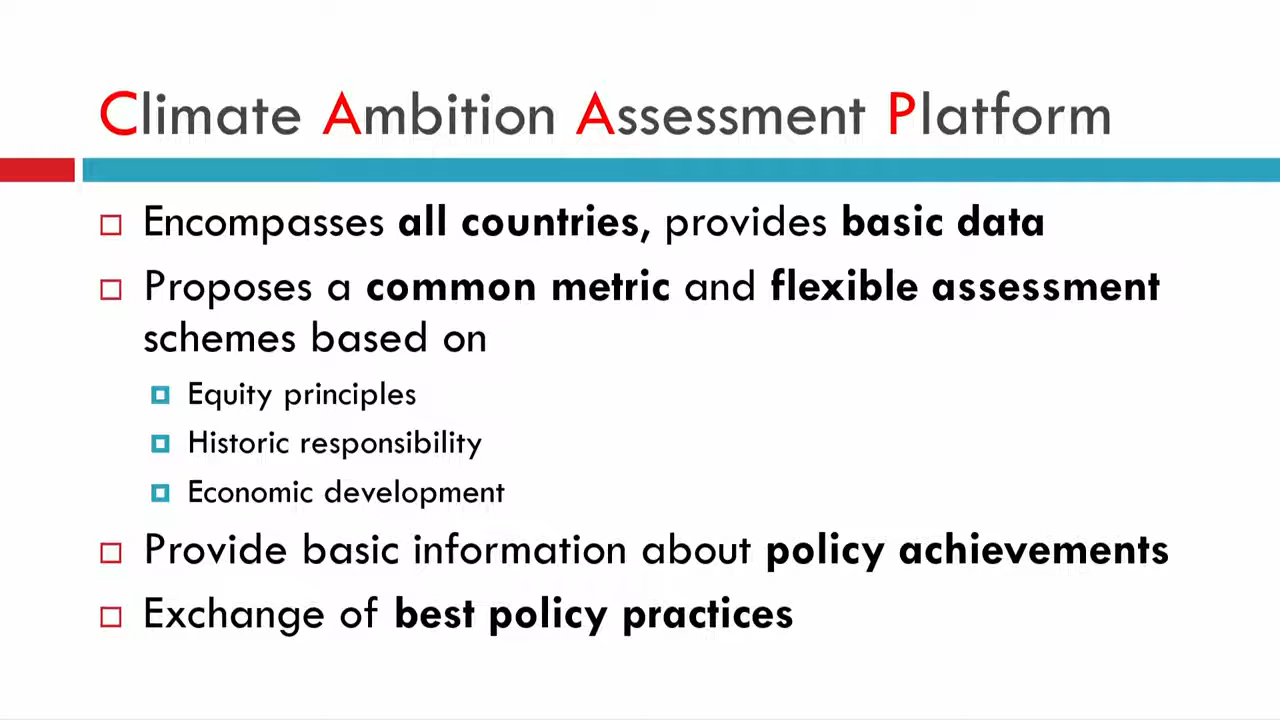 Climate Ambition Assessment Platform
Encompasses all countries, provides basic data
Proposes a common metric and flexible assessment
schemes based on
Equity principles
Historic responsibility
Economic development
Provide basic information about policy achievements
Exchange of best policy practices